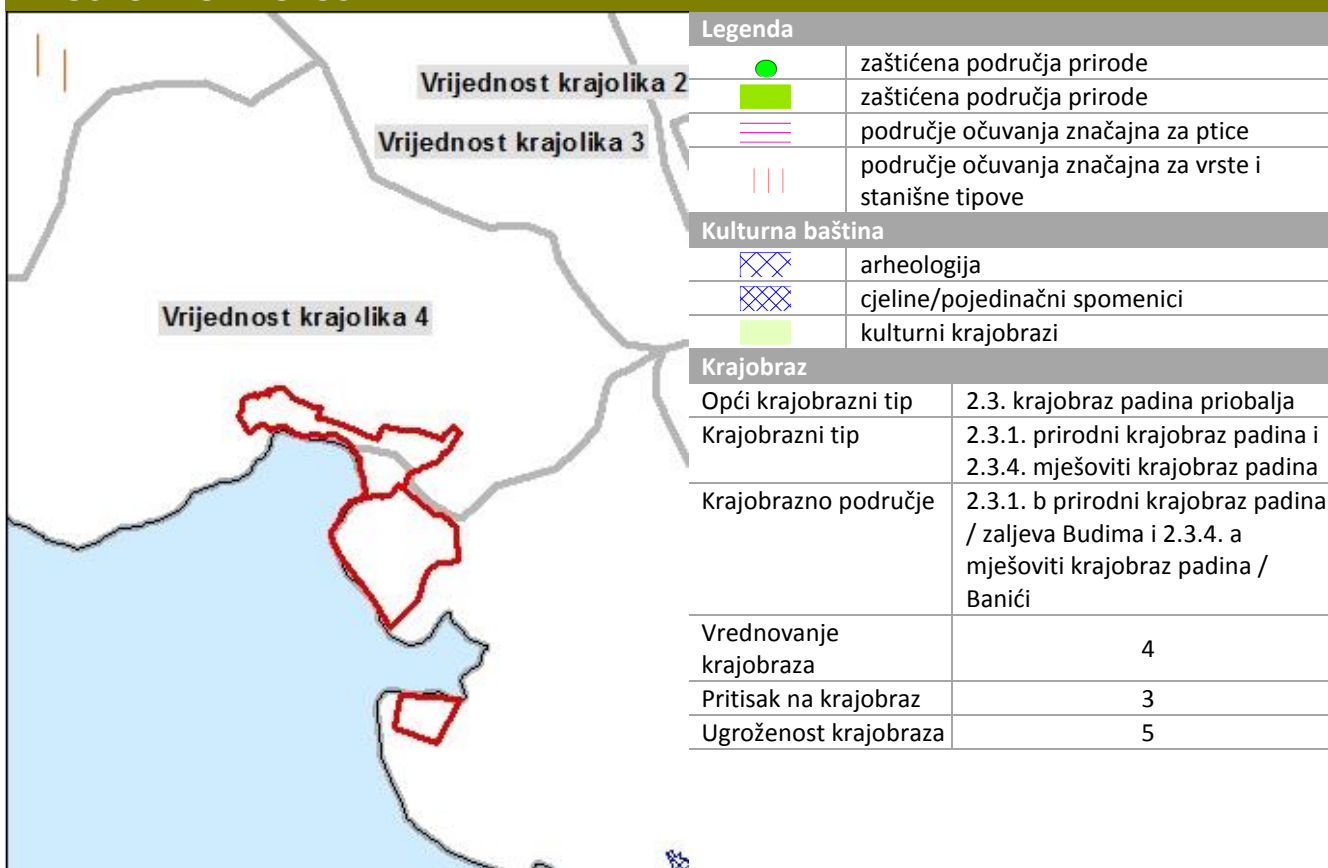 Vrijednost krajolika 2
Vrijednost krajolika 3
Vrijednost krajolika 4
Legenda
zaštićena područja prirode
zaštićena područja prirode
područje očuvanja značajna za ptice
područje očuvanja značajna za vrste i
stanišne tipove
Kulturna baština
arheologija
cjeline/pojedinačni spomenici
kulturni krajobrazi
Krajobraz
Opći krajobrazni tip 2.3. krajobraz padina priobalja
Krajobrazni tip 2.3.1. prirodni krajobraz padina i
2.3.4. mješoviti krajobraz padina
Krajobrazno područje 2.3.1. b prirodni krajobraz padina
/ zaljeva Budima i 2.3.4. a
mješoviti krajobraz padina /
Banići
Vrednovanje
krajobraza 4
Pritisak na krajobraz 3
Ugroženost krajobraza 5